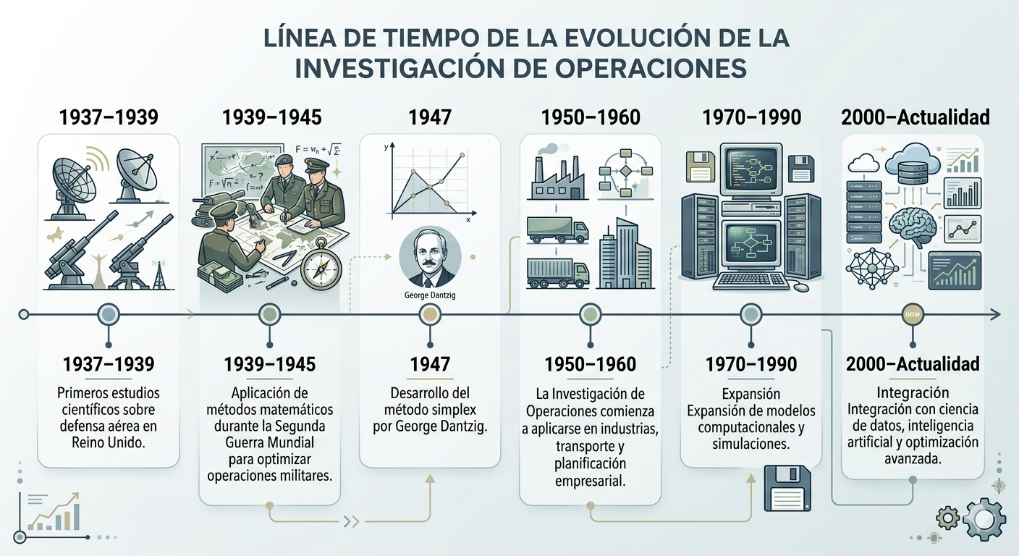 LÍNEA DE TIEMPO DE LA EVOLUCIÓN DE LA
INVESTIGACIÓN DE OPERACIONES
1937–1939
1939–1945
1947
1950–1960
1970–1990
2000–Actualidad
George Dantzig
y
x
1937–1939
Primeros estudios
científicos sobre
defensa aérea en
Reino Unido.
1939–1945
Aplicación de
métodos matemáticos
durante la Segunda
Guerra Mundial
para optimizar
operaciones militares.
1947
Desarrollo del
método simplex
por George Dantzig.
1950–1960
La Investigación de
Operaciones comienza
a aplicarse en industrias,
transporte y
planificación
empresarial.
1970–1990
Expansión
Expansión de modelos
computacionales y
simulaciones.
2000–Actualidad
Integración
Integración con ciencia
de datos, inteligencia
artificial y optimización
avanzada.